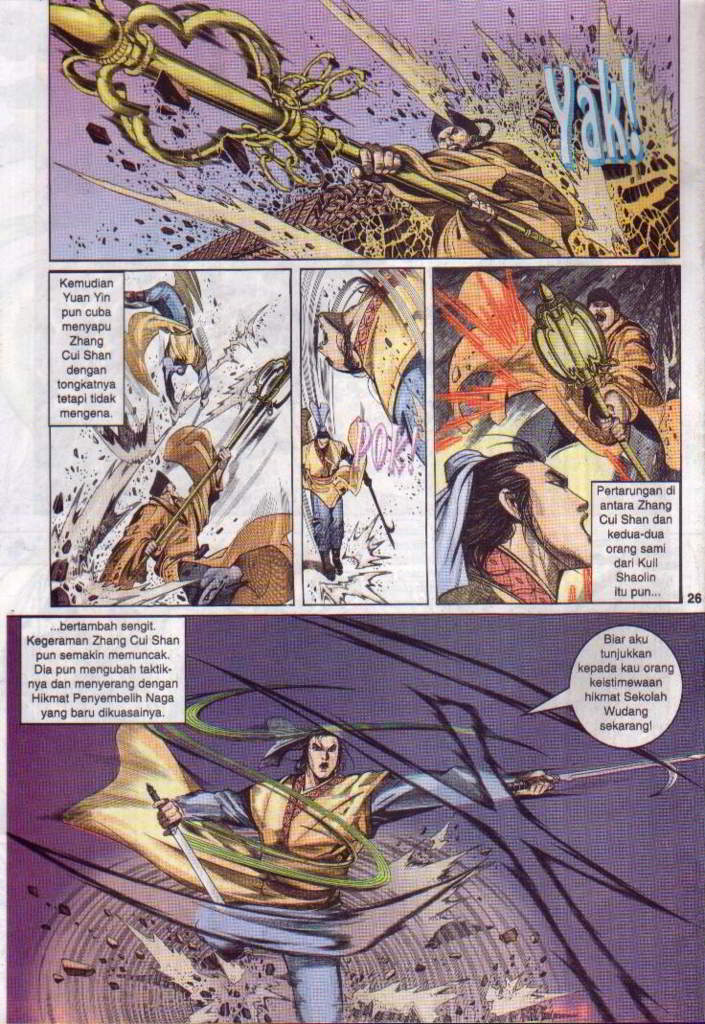 Yak!
Kemudian
Yuan Yin
pun cuba
menyapu
Zhang
Cui Shan
dengan
tongkatnya
tetapi tidak
mengena.
POK!
Pertarungan di
antara Zhang
Cui Shan dan
kedua-dua
orang sami
dari Kuil
Shaolin
itu pun...
26
...bertambah sengit.
Kegeraman Zhang Cui Shan
pun semakin memuncak.
Dia pun mengubah taktik-
nya dan menyerang dengan
Hikmat Penyembelih Naga
yang baru dikuasainya.
Biar aku
tunjukkan
kepada kau orang
keistimewaan
hikmat Sekolah
Wudang
sekarang!